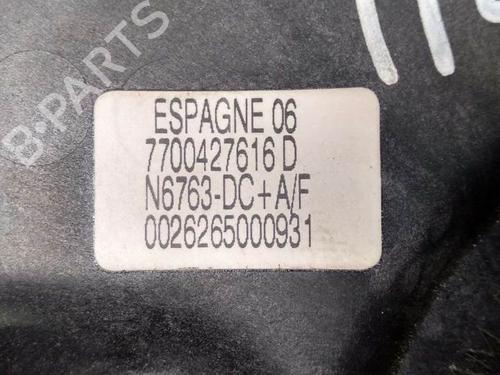 B-PARTS
ESPAGNE 06
7700427616 D
N6763-DC+A/F
0026265000931